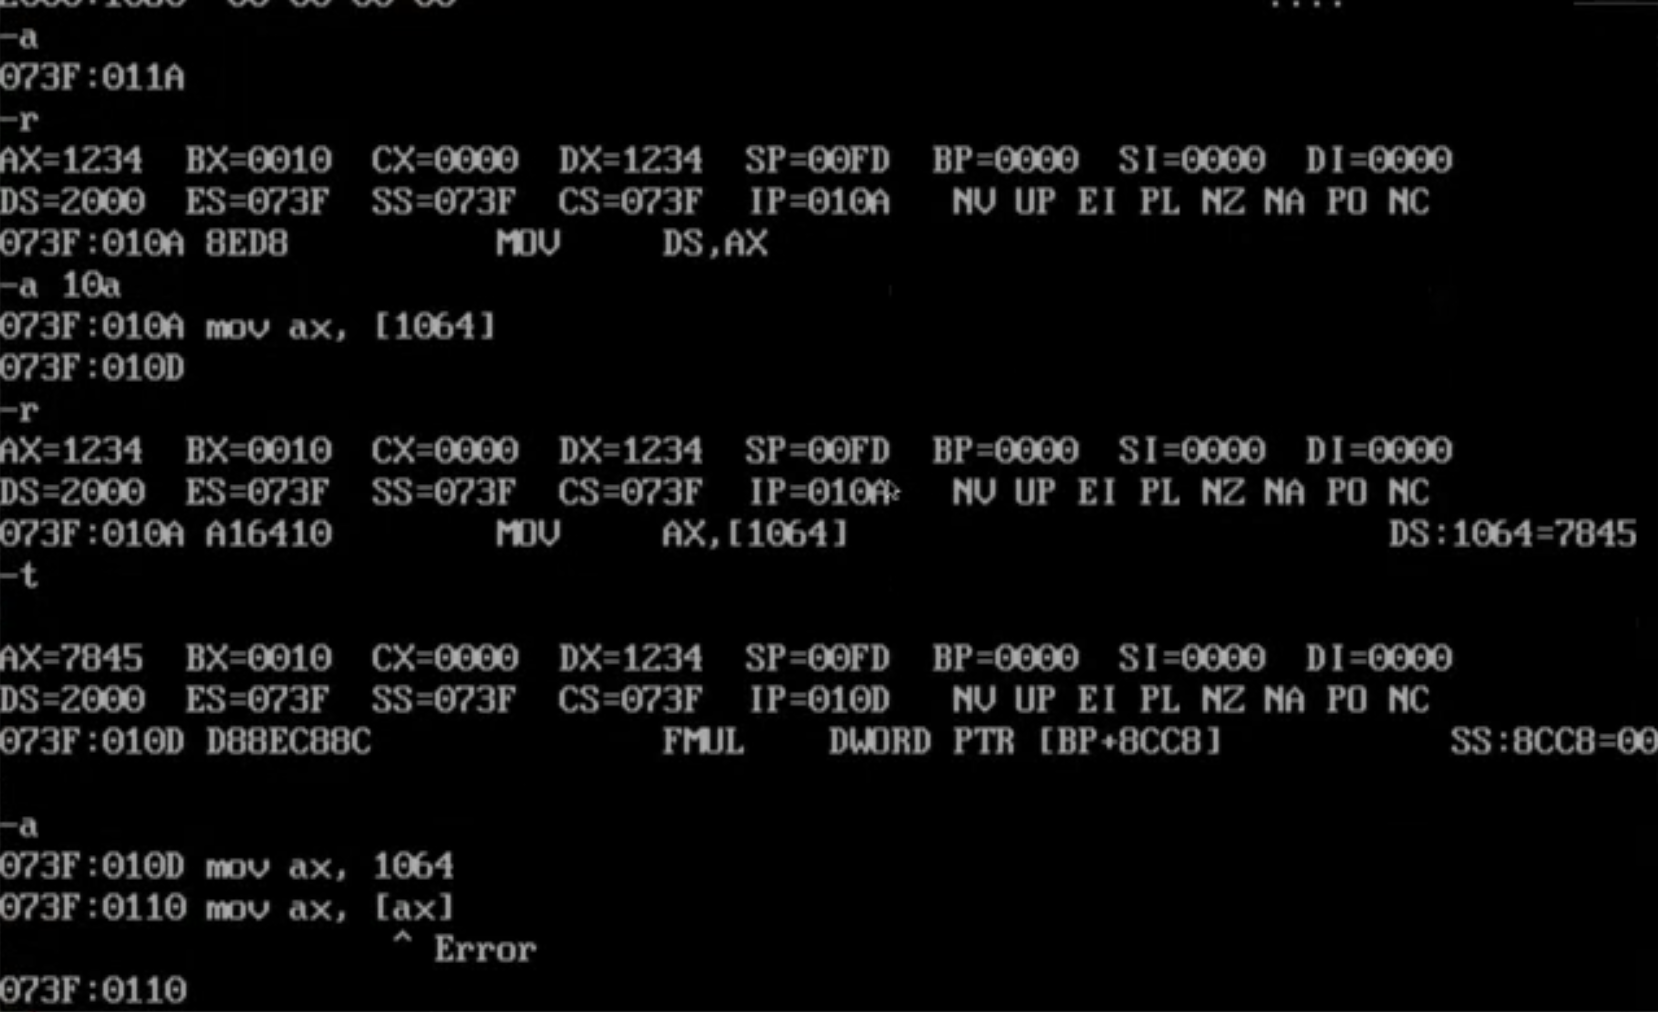 -a
073F:011A
-r
AX=1234  BX=0010  CX=0000  DX=1234  SP=00FD  BP=0000  SI=0000  DI=0000
DS=2000  ES=073F  SS=073F  CS=073F  IP=010A   NV UP EI PL NZ NA PO NC
073F:010A 8ED8          MOV     DS,AX
-a 10a
073F:010A mov ax, [1064]
073F:010D
-r
AX=1234  BX=0010  CX=0000  DX=1234  SP=00FD  BP=0000  SI=0000  DI=0000
DS=2000  ES=073F  SS=073F  CS=073F  IP=010A   NV UP EI PL NZ NA PO NC
073F:010A A16410        MOV     AX,[1064]                          DS:1064=7845
-t
AX=7845  BX=0010  CX=0000  DX=1234  SP=00FD  BP=0000  SI=0000  DI=0000
DS=2000  ES=073F  SS=073F  CS=073F  IP=010D   NV UP EI PL NZ NA PO NC
073F:010D D88EC88C              FMUL    DWORD PTR [BP+8CC8]           SS:8CC8=00
-a
073F:010D mov ax, 1064
073F:0110 mov ax, [ax]
^ Error
073F:0110